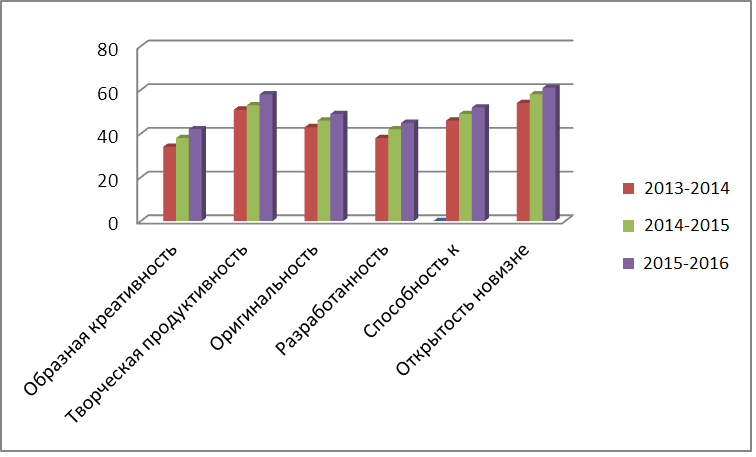 80
60
40
20
0
Образная креативность
Творческая продуктивность
Оригинальность
Разработанность
Способность к
Открытость новизне
2013-2014
2014-2015
2015-2016